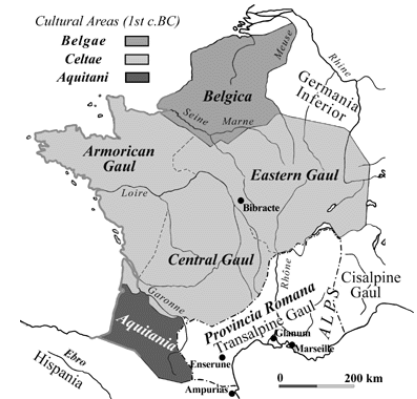 Cultural Areas (1st c.BC)
Belgae
Celtae
Aquitani
Meuse
Rhine
Germania
Inferior
Belgica
Seine
Marne
Armorican
Gaul
Eastern Gaul
Loire
Bibracte
Central Gaul
Rhône
Cisalpine
Gaul
ALPS
Garonne
Provincia Romana
Transalpine Gaul
Aquitania
Glanum
Marseille
Enserune
Ebro
Hispania
Ampurias
0 200 km